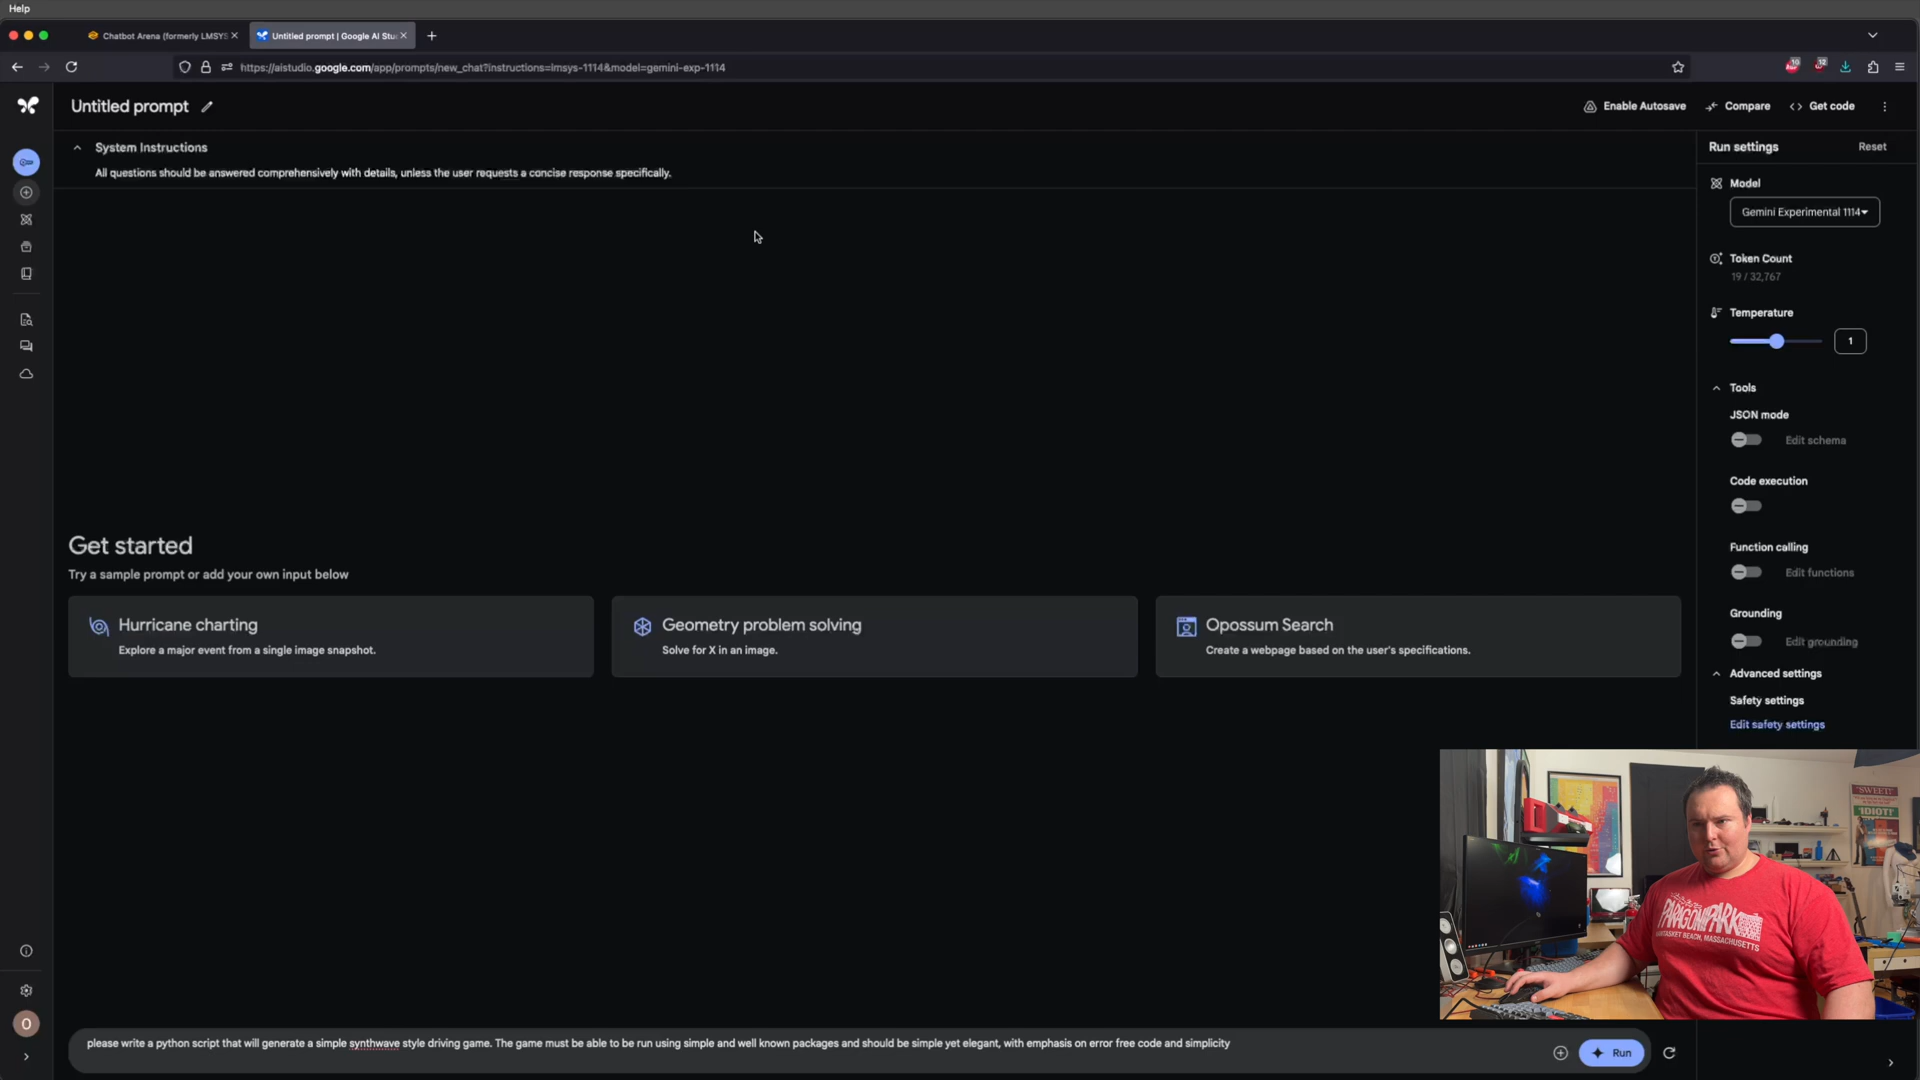 Help
Chatbot Arena (formerly LMSYS
Untitled prompt | Google AI Stu
https://aistudio.google.com/app/prompts/new_chat?instructions=lmsys-1114&model=gemini-exp-1114
10
12
Untitled prompt
Enable Autosave
Compare
Get code
System Instructions
All questions should be answered comprehensively with details, unless the user requests a concise response specifically.
Run settings
Reset
Model
Gemini Experimental 1114
Token Count
19 / 32,767
Temperature
1
Tools
JSON mode
Edit schema
Code execution
Function calling
Edit functions
Grounding
Edit grounding
Advanced settings
Safety settings
Edit safety settings
Get started
Try a sample prompt or add your own input below
Hurricane charting
Explore a major event from a single image snapshot.
Geometry problem solving
Solve for X in an image.
Opossum Search
Create a webpage based on the user's specifications.
"SWEET!"
"IDIOT!"
PARAGON PARK
NANTASKET BEACH, MASSACHUSETTS
O
please write a python script that will generate a simple synthwave style driving game. The game must be able to be run using simple and well known packages and should be simple yet elegant, with emphasis on error free code and simplicity
Run